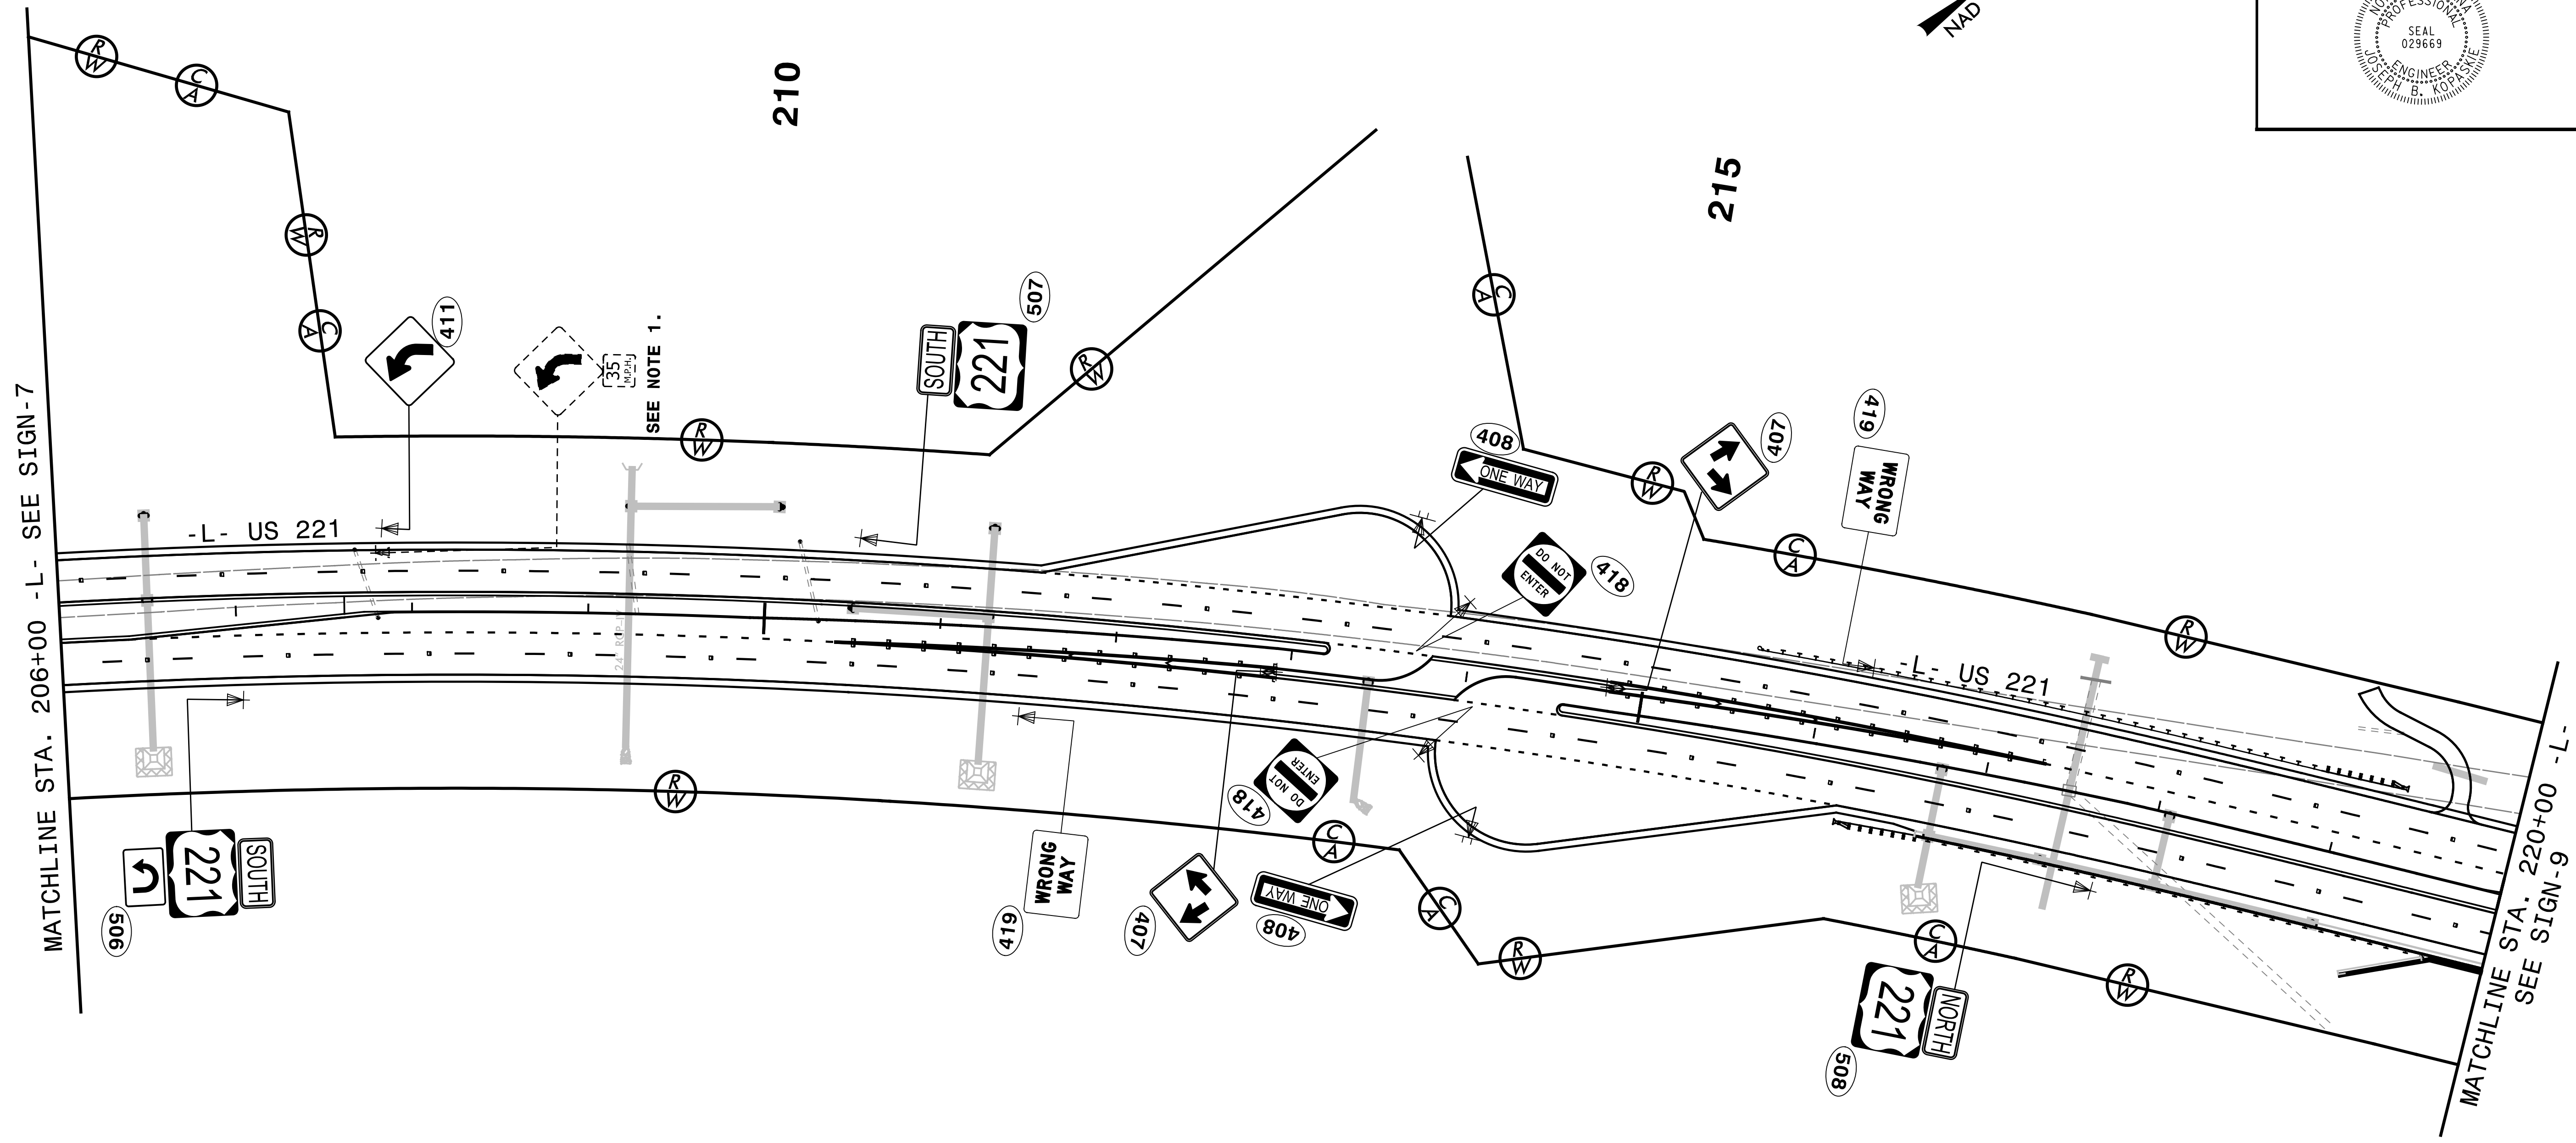 NAD
PROFESSIONAL
SEAL
029669
ENGINEER
JOSEPH B. KOPASKIE
210
215
MATCHLINE STA. 206+00 -L- SEE SIGN-7
R
W
C
A
R
W
C
A
411
35
M.P.H.
SEE NOTE 1.
R
W
SOUTH
221
507
R
W
C
A
408
ONE WAY
R
W
407
419
WRONG
WAY
C
A
R
W
DO NOT
ENTER
418
-L- US 221
24" RCP-IV
-L- US 221
R
W
506
221
SOUTH
419
WRONG
WAY
407
418
DO NOT
ENTER
408
ONE WAY
C
A
C
A
R
W
C
A
R
W
508
221
NORTH
MATCHLINE STA. 220+00 -L-
SEE SIGN-9